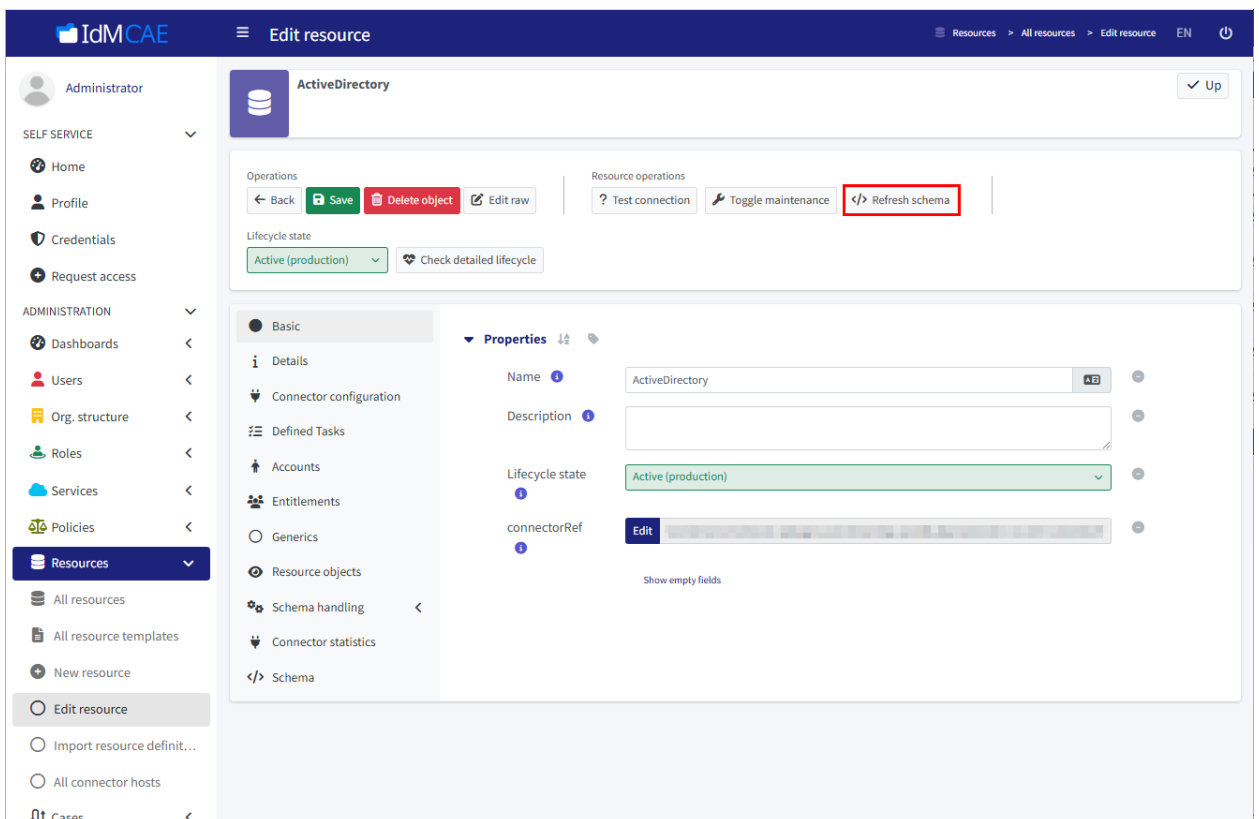 IdMCAE
Edit resource
Resources > All resources > Edit resource EN
Administrator
SELF SERVICE
Home
Profile
Credentials
Request access
ADMINISTRATION
Dashboards
Users
Org. structure
Roles
Services
Policies
Resources
All resources
All resource templates
New resource
Edit resource
Import resource definit...
All connector hosts
Cases
ActiveDirectory
Up
Operations
Back Save Delete object Edit raw
Resource operations
? Test connection Toggle maintenance </> Refresh schema
Lifecycle state
Active (production) Check detailed lifecycle
Basic
Details
Connector configuration
Defined Tasks
Accounts
Entitlements
Generics
Resource objects
Schema handling
Connector statistics
</> Schema
Properties
Name ActiveDirectory
Description
Lifecycle state Active (production)
connectorRef Edit
Show empty fields